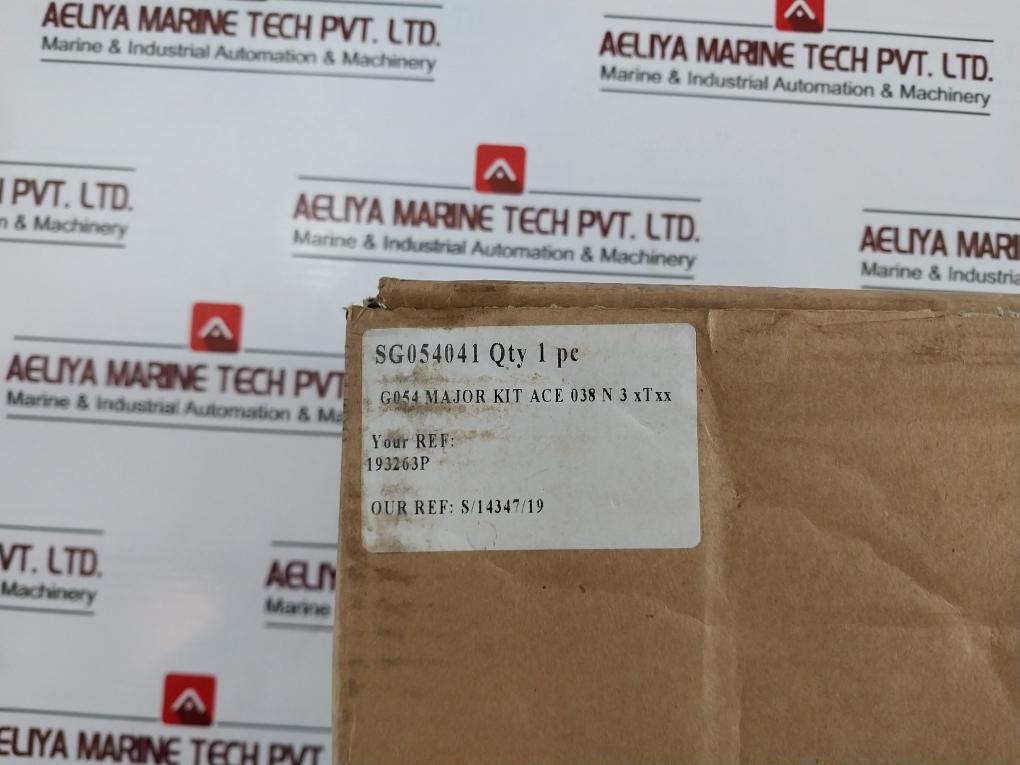 AELIYA MARINE TECH PVT. LTD.
Marine & Industrial Automation & Machinery
AELIYA MARINE TECH PVT. LTD.
Marine & Industrial Automation & Machinery
PVT. LTD.
& Machinery
AELIYA MARINE TECH PVT. LTD.
Marine & Industrial Automation & Machinery
AELIYA MARI
Marine & Industria
AELIYA MARINE TECH PVT
Marine & Industrial Automation & Ma
SG054041 Qty 1 pc
G054 MAJOR KIT ACE 038 N 3 xTxx
Your REF:
193263P
OUR REF: S/14347/19
VT. LTD.
Machinery
AELIY
Marine
ELIYA MARINE TECH PVT